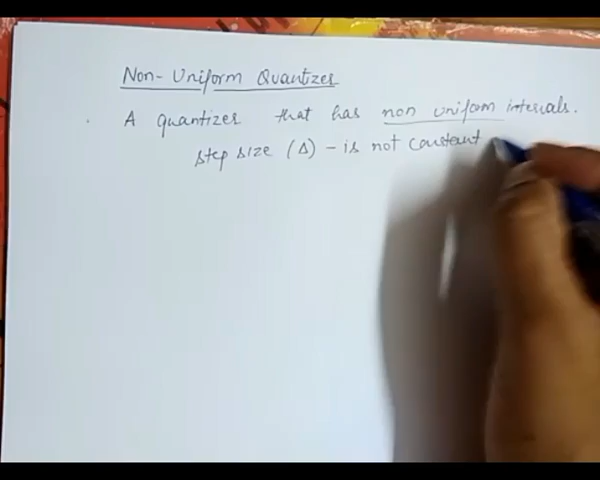 Non-Uniform Quantizer
A quantizer that has non uniform intervals.
step size (Δ) - is not constant